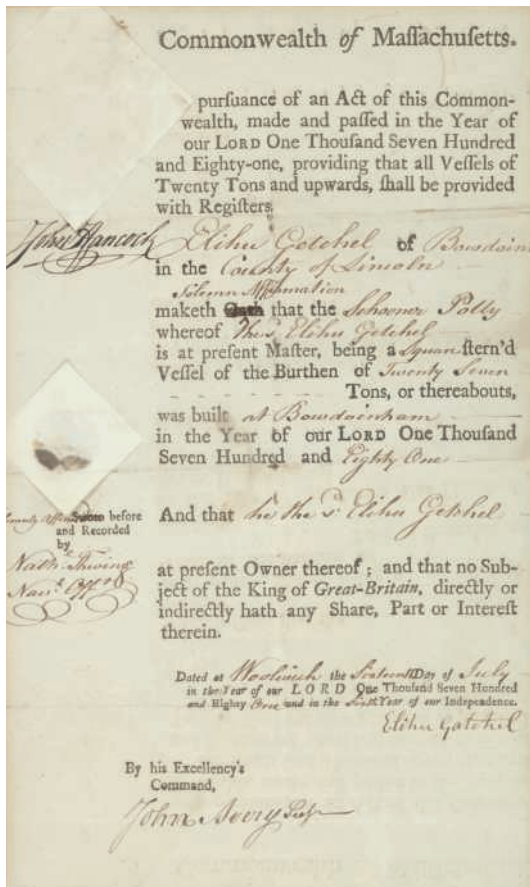 Commonwealth of Maſſachuſetts.
purſuance of an Act of this Common-
wealth, made and paſſed in the Year of
our LORD One Thouſand Seven Hundred
and Eighty-one, providing that all Veſſels of
Twenty Tons and upwards, ſhall be provided
with Regiſters.
John Hancock
Elihu Getchel of Bowdoin
in the County of Lincoln
Solemn Affirmation
maketh Oath that the Schooner Polly
whereof the sd. Elihu Getchel
is at preſent Maſter, being a Square ſtern'd
Veſſel of the Burthen of Twenty Seven
Tons, or thereabouts,
was built at Bowdoinham
in the Year of our LORD One Thouſand
Seven Hundred and Eighty One
Sworn before
and Recorded
by
Nath. Thwing
Nav.l Off.
And that he the sd. Elihu Getchel
at preſent Owner thereof; and that no Sub-
ject of the King of Great-Britain, directly or
indirectly hath any Share, Part or Intereſt
therein.
Dated at Woolwich the Sixteenth Day of July
in the Year of our LORD One Thouſand Seven Hundred
and Eighty One and in the Sixth Year of our Independence.
Elihu Gatchel
By his Excellency's
Command,
John Avery Secy